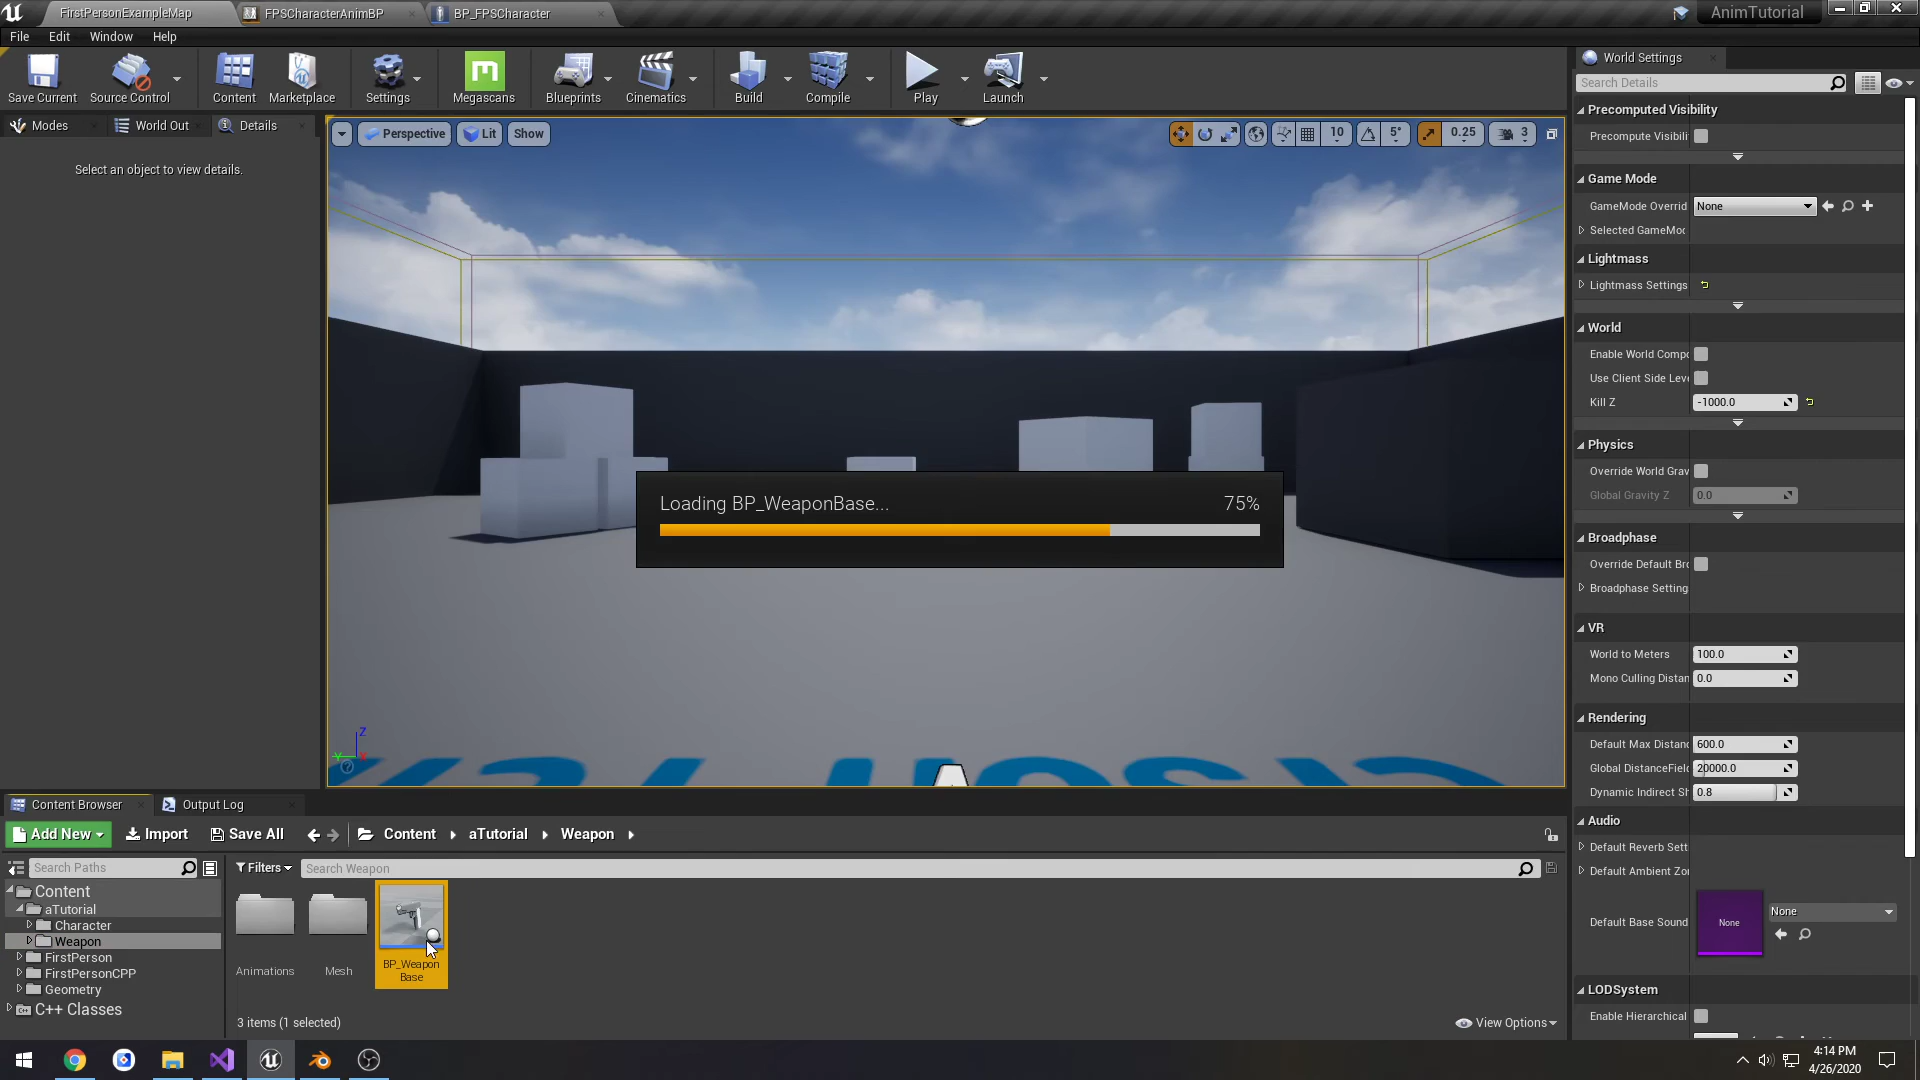 FirstPersonExampleMap
FPSCharacterAnimBP
BP_FPSCharacter
AnimTutorial
File Edit Window Help
Save Current
Source Control
Content
Marketplace
Settings
Megascans
Blueprints
Cinematics
Build
Compile
Play
Launch
Modes
World Out
Details
Select an object to view details.
Perspective
Lit
Show
10
5°
0.25
3
Loading BP_WeaponBase...
75%
Z
Y
World Settings
Search Details
Precomputed Visibility
Precompute Visibili
Game Mode
GameMode Overrid
None
Selected GameMoc
Lightmass
Lightmass Settings
World
Enable World Compo
Use Client Side Leve
Kill Z
-1000.0
Physics
Override World Grav
Global Gravity Z
0.0
Broadphase
Override Default Bro
Broadphase Setting
VR
World to Meters
100.0
Mono Culling Distan
0.0
Rendering
Default Max Distanc
600.0
Global DistanceField
20000.0
Dynamic Indirect Sh
0.8
Audio
Default Reverb Sett
Default Ambient Zor
Default Base Sound
None
None
LODSystem
Enable Hierarchical
Content Browser
Output Log
Add New
Import
Save All
Content
aTutorial
Weapon
Search Paths
Filters
Search Weapon
Content
aTutorial
Character
Weapon
FirstPerson
FirstPersonCPP
Geometry
C++ Classes
Animations
Mesh
BP_Weapon
Base
3 items (1 selected)
View Options
4:14 PM
4/26/2020